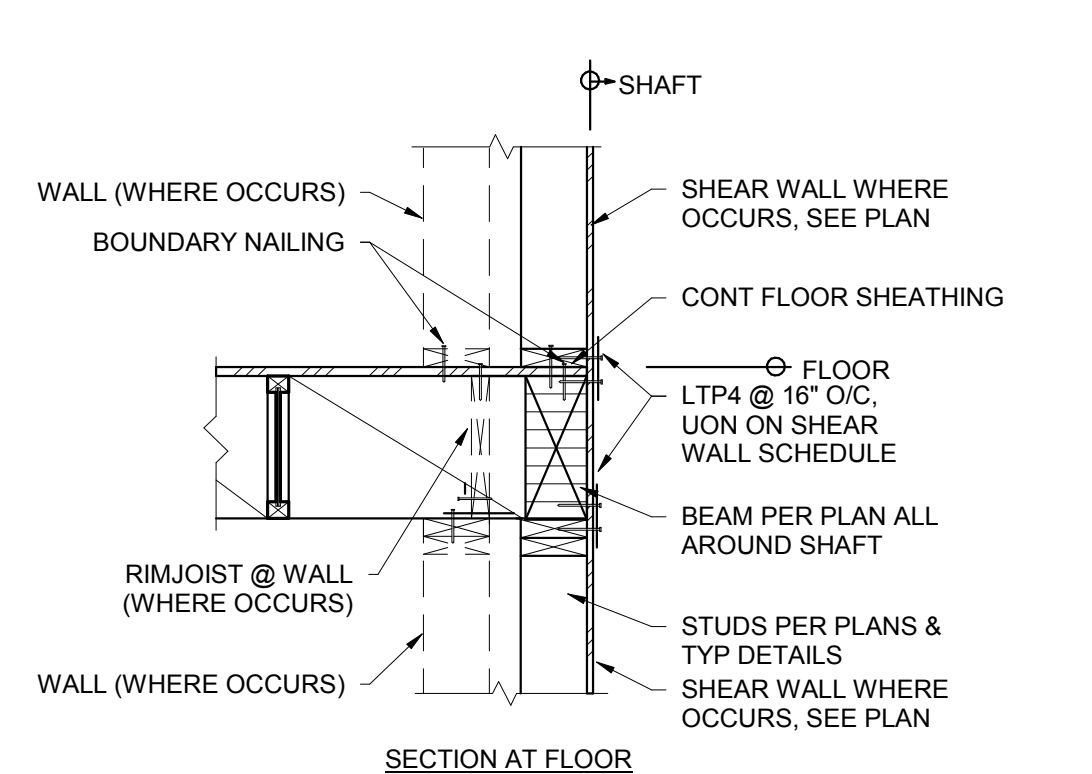 SHAFT
WALL (WHERE OCCURS)
BOUNDARY NAILING
SHEAR WALL WHERE
OCCURS, SEE PLAN
CONT FLOOR SHEATHING
FLOOR
LTP4 @ 16" O/C,
UON ON SHEAR
WALL SCHEDULE
BEAM PER PLAN ALL
AROUND SHAFT
RIMJOIST @ WALL
(WHERE OCCURS)
STUDS PER PLANS &
TYP DETAILS
WALL (WHERE OCCURS)
SHEAR WALL WHERE
OCCURS, SEE PLAN
SECTION AT FLOOR